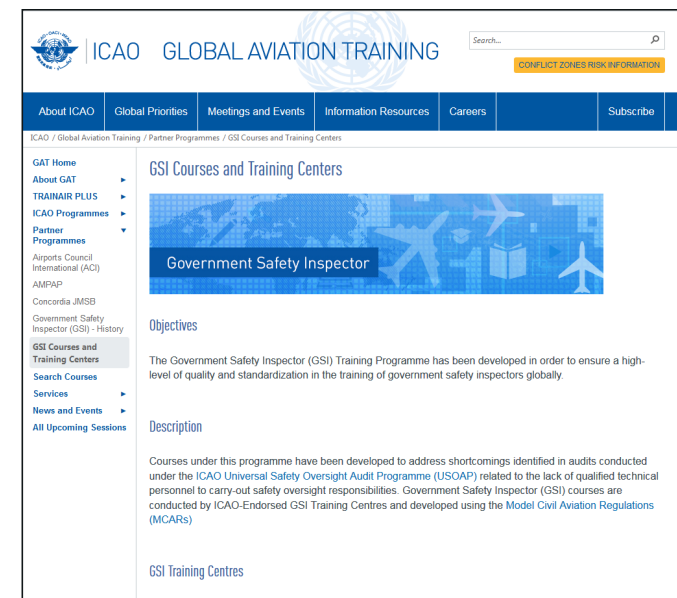 ICAO GLOBAL AVIATION TRAINING
Search...
CONFLICT ZONES RISK INFORMATION
About ICAO
Global Priorities
Meetings and Events
Information Resources
Careers
Subscribe
ICAO / Global Aviation Training / Partner Programmes / GSI Courses and Training Centers
GAT Home
About GAT
TRAINAIR PLUS
ICAO Programmes
Partner
Programmes
Airports Council
International (ACI)
AMPAP
Concordia JMSB
Government Safety
Inspector (GSI) - History
GSI Courses and
Training Centers
Search Courses
Services
News and Events
All Upcoming Sessions
GSI Courses and Training Centers
Government Safety Inspector
Objectives
The Government Safety Inspector (GSI) Training Programme has been developed in order to ensure a high-
level of quality and standardization in the training of government safety inspectors globally.
Description
Courses under this programme have been developed to address shortcomings identified in audits conducted
under the ICAO Universal Safety Oversight Audit Programme (USOAP) related to the lack of qualified technical
personnel to carry-out safety oversight responsibilities. Government Safety Inspector (GSI) courses are
conducted by ICAO-Endorsed GSI Training Centres and developed using the Model Civil Aviation Regulations
(MCARs)
GSI Training Centres